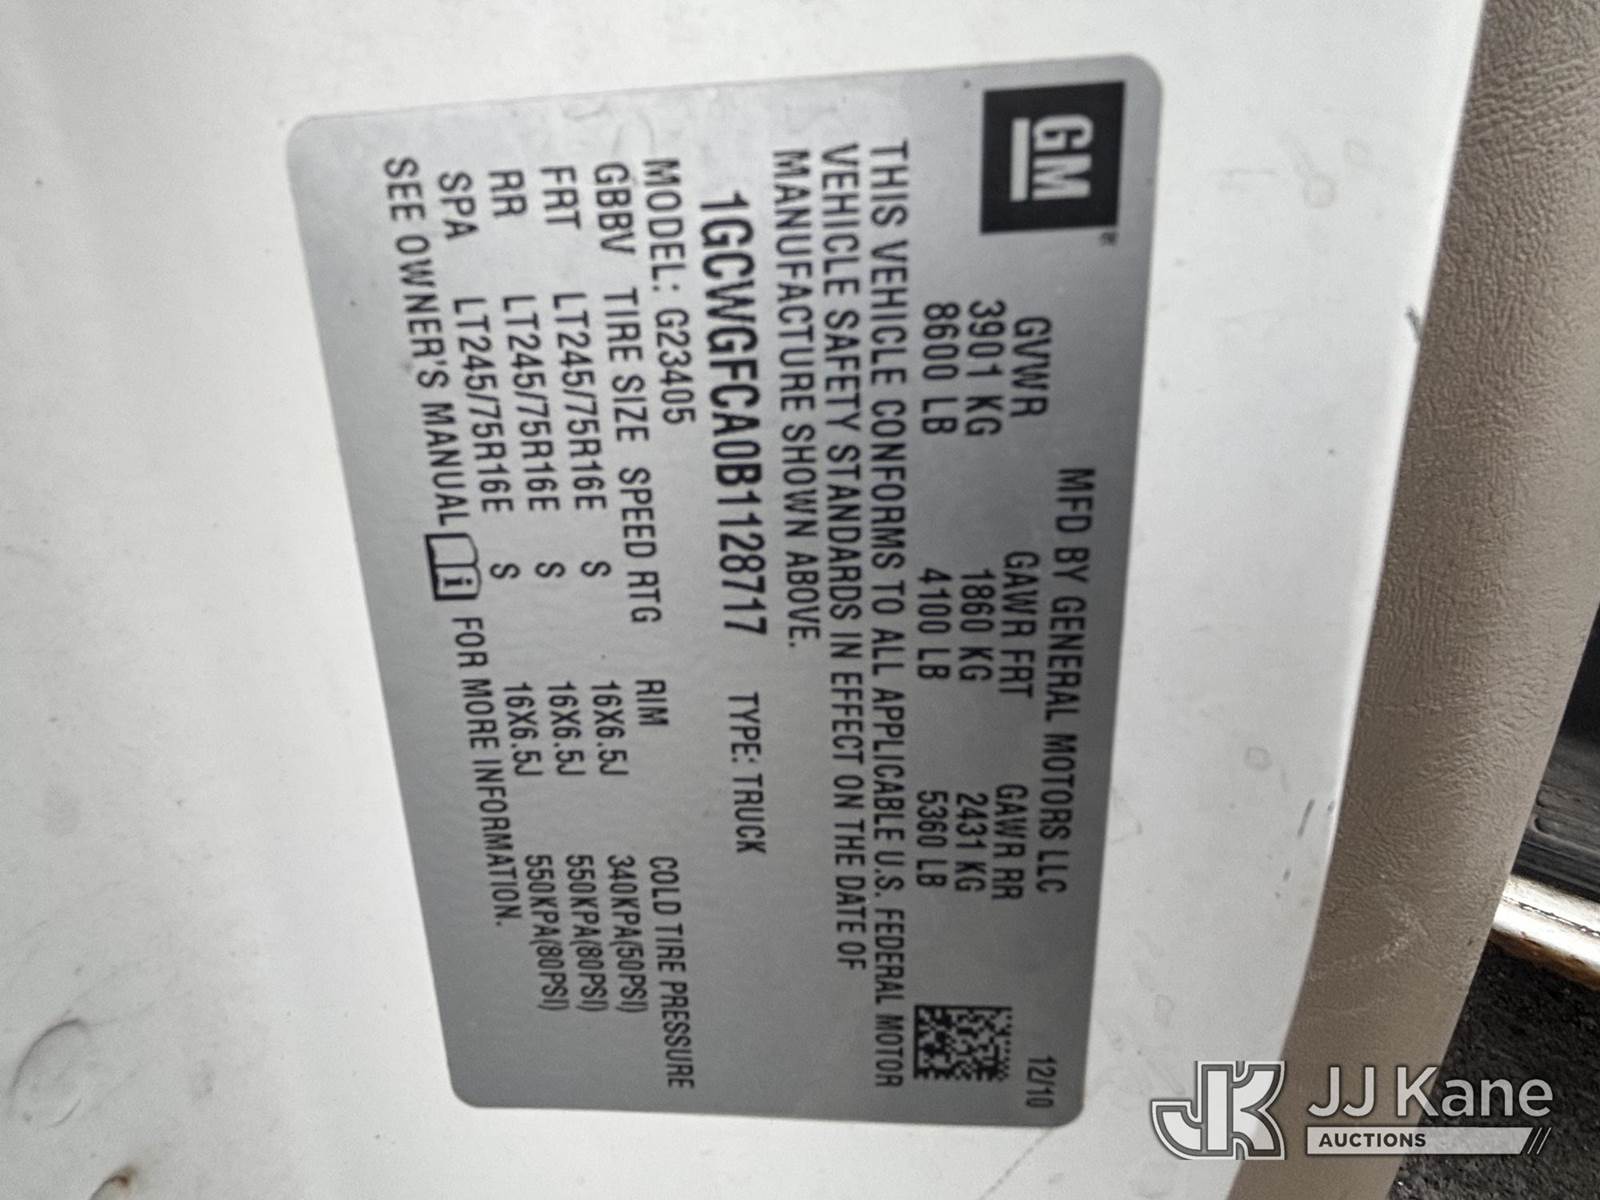 GM
MFD BY GENERAL MOTORS LLC 12/10
GVWR GAWR FRT GAWR RR
3901 KG 1860 KG 2431 KG
8600 LB 4100 LB 5360 LB
THIS VEHICLE CONFORMS TO ALL APPLICABLE U.S. FEDERAL MOTOR
VEHICLE SAFETY STANDARDS IN EFFECT ON THE DATE OF
MANUFACTURE SHOWN ABOVE.
1GCWGFCA0B1128717 TYPE: TRUCK
MODEL: G23405
GBBV TIRE SIZE SPEED RTG RIM COLD TIRE PRESSURE
FRT LT245/75R16E S 16X6.5J 340KPA(50PSI)
RR LT245/75R16E S 16X6.5J 550KPA(80PSI)
SPA LT245/75R16E S 16X6.5J 550KPA(80PSI)
SEE OWNER'S MANUAL i FOR MORE INFORMATION.
JK JJ Kane
AUCTIONS